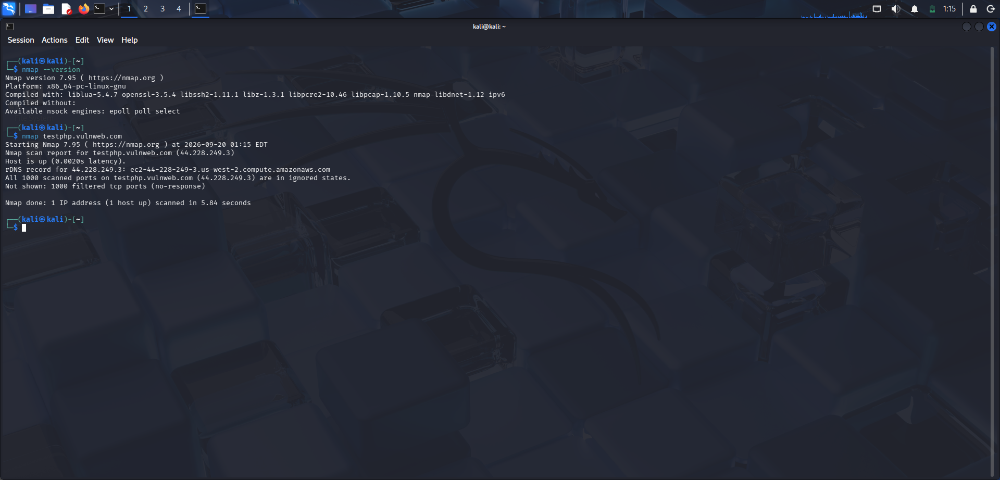 1 2 3 4
1:15
kali@kali: ~
Session Actions Edit View Help
┌──(kali㉿kali)-[~]
└─$ nmap --version
Nmap version 7.95 ( https://nmap.org )
Platform: x86_64-pc-linux-gnu
Compiled with: liblua-5.4.7 openssl-3.5.4 libssh2-1.11.1 libz-1.3.1 libpcre2-10.46 libpcap-1.10.5 nmap-libdnet-1.12 ipv6
Compiled without:
Available nsock engines: epoll poll select
┌──(kali㉿kali)-[~]
└─$ nmap testphp.vulnweb.com
Starting Nmap 7.95 ( https://nmap.org ) at 2026-09-20 01:15 EDT
Nmap scan report for testphp.vulnweb.com (44.228.249.3)
Host is up (0.0020s latency).
rDNS record for 44.228.249.3: ec2-44-228-249-3.us-west-2.compute.amazonaws.com
All 1000 scanned ports on testphp.vulnweb.com (44.228.249.3) are in ignored states.
Not shown: 1000 filtered tcp ports (no-response)
Nmap done: 1 IP address (1 host up) scanned in 5.84 seconds
┌──(kali㉿kali)-[~]
└─$